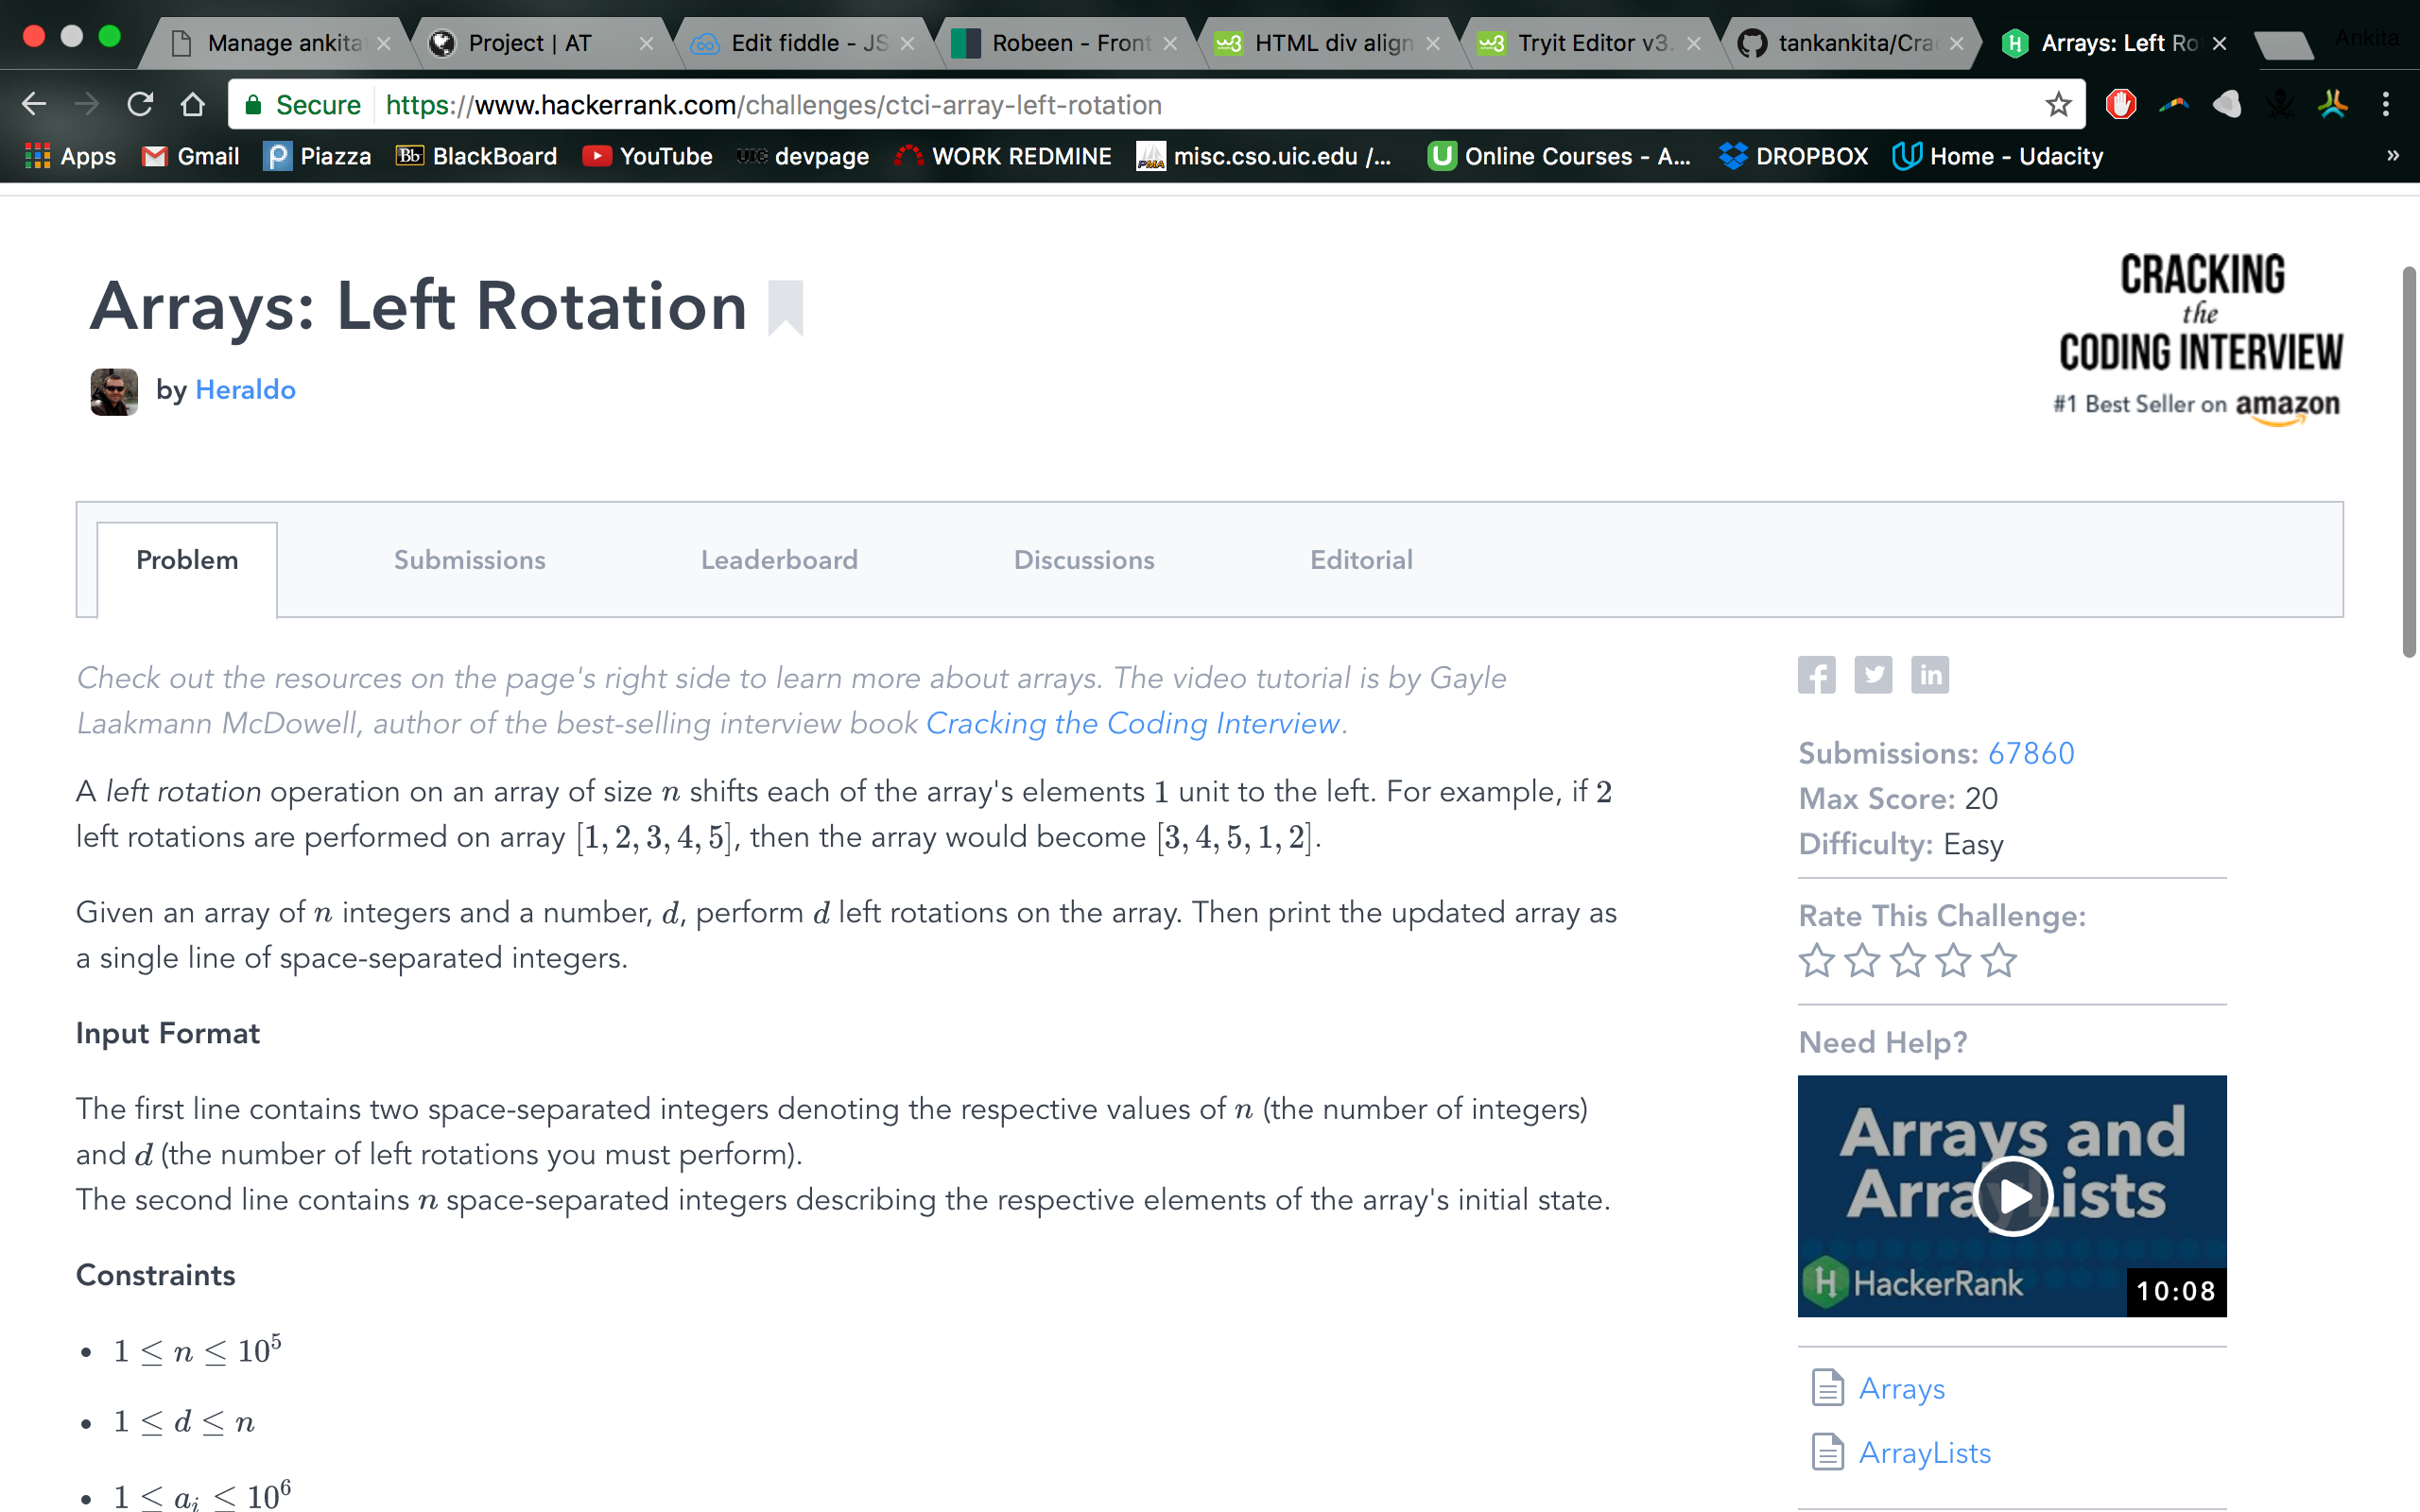 Manage ankita
Project | AT
Edit fiddle - JS
Robeen - Front
HTML div align
Tryit Editor v3.
tankankita/Cra
Arrays: Left Ro
Ankita
Secure https://www.hackerrank.com/challenges/ctci-array-left-rotation
Apps Gmail Piazza BlackBoard YouTube devpage WORK REDMINE misc.cso.uic.edu /... Online Courses - A... DROPBOX Home - Udacity »
Arrays: Left Rotation
by Heraldo
CRACKING
the
CODING INTERVIEW
#1 Best Seller on amazon
Problem Submissions Leaderboard Discussions Editorial
Check out the resources on the page's right side to learn more about arrays. The video tutorial is by Gayle
Laakmann McDowell, author of the best-selling interview book Cracking the Coding Interview.
A left rotation operation on an array of size n shifts each of the array's elements 1 unit to the left. For example, if 2
left rotations are performed on array [1, 2, 3, 4, 5], then the array would become [3, 4, 5, 1, 2].
Given an array of n integers and a number, d, perform d left rotations on the array. Then print the updated array as
a single line of space-separated integers.
Input Format
The first line contains two space-separated integers denoting the respective values of n (the number of integers)
and d (the number of left rotations you must perform).
The second line contains n space-separated integers describing the respective elements of the array's initial state.
Constraints
• 1 ≤ n ≤ 10⁵
• 1 ≤ d ≤ n
• 1 ≤ aᵢ ≤ 10⁶
Submissions: 67860
Max Score: 20
Difficulty: Easy
Rate This Challenge:
Need Help?
Arrays and
ArrayLists
HackerRank
10:08
Arrays
ArrayLists